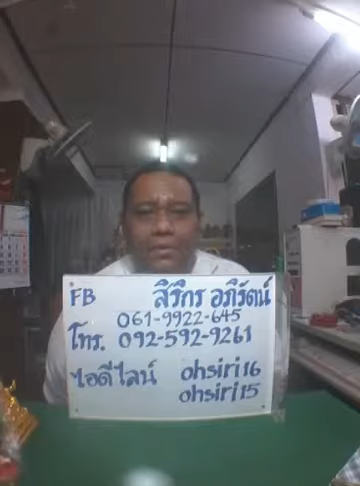 FB สิริกร อภิรัตน์
061-9922-645
โทร. 092-592-9261
ไอดีไลน์ ohsiri16
ohsiri15